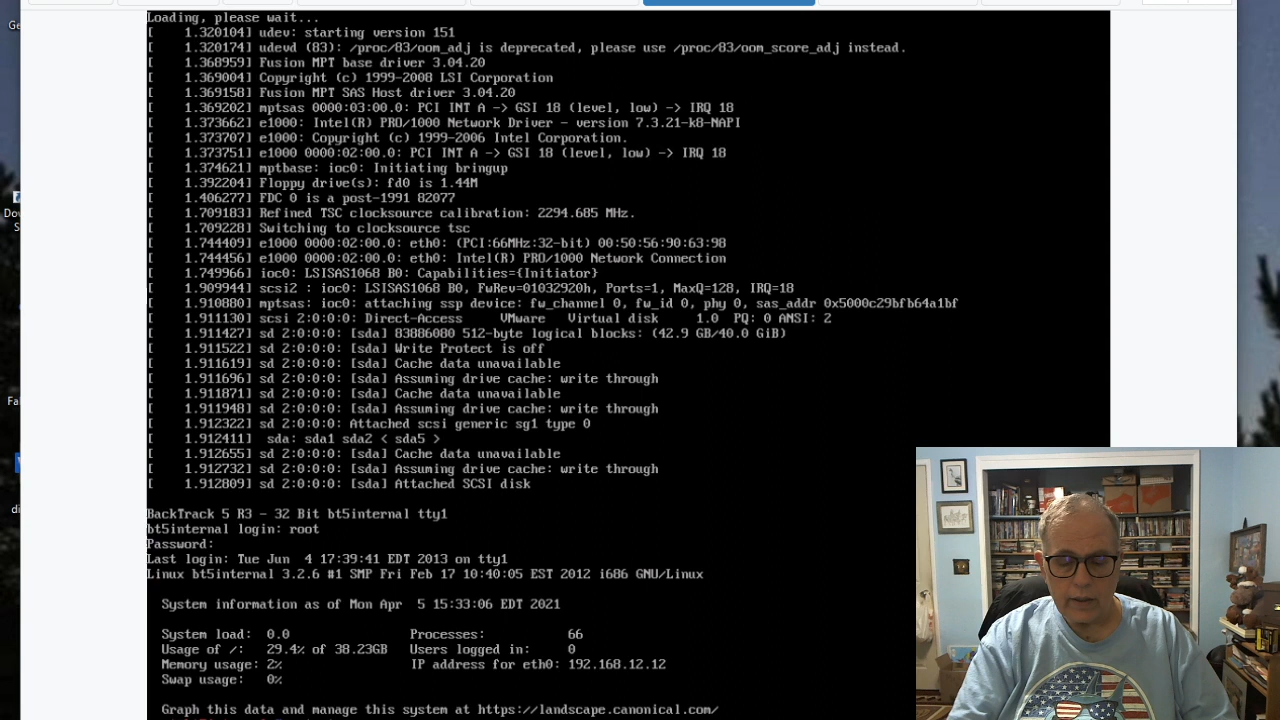 Loading, please wait...
[    1.320104] udev: starting version 151
[    1.320174] udevd (83): /proc/83/oom_adj is deprecated, please use /proc/83/oom_score_adj instead.
[    1.368959] Fusion MPT base driver 3.04.20
[    1.369004] Copyright (c) 1999-2008 LSI Corporation
[    1.369158] Fusion MPT SAS Host driver 3.04.20
[    1.369202] mptsas 0000:03:00.0: PCI INT A -> GSI 18 (level, low) -> IRQ 18
[    1.373662] e1000: Intel(R) PRO/1000 Network Driver - version 7.3.21-k8-NAPI
[    1.373707] e1000: Copyright (c) 1999-2006 Intel Corporation.
[    1.373751] e1000 0000:02:00.0: PCI INT A -> GSI 18 (level, low) -> IRQ 18
[    1.374621] mptbase: ioc0: Initiating bringup
[    1.392204] Floppy drive(s): fd0 is 1.44M
[    1.406277] FDC 0 is a post-1991 82077
[    1.709183] Refined TSC clocksource calibration: 2294.685 MHz.
[    1.709228] Switching to clocksource tsc
[    1.744409] e1000 0000:02:00.0: eth0: (PCI:66MHz:32-bit) 00:50:56:90:63:98
[    1.744456] e1000 0000:02:00.0: eth0: Intel(R) PRO/1000 Network Connection
[    1.749966] ioc0: LSISAS1068 B0: Capabilities={Initiator}
[    1.909944] scsi2 : ioc0: LSISAS1068 B0, FwRev=01032920h, Ports=1, MaxQ=128, IRQ=18
[    1.910880] mptsas: ioc0: attaching ssp device: fw_channel 0, fw_id 0, phy 0, sas_addr 0x5000c29bfb64a1bf
[    1.911130] scsi 2:0:0:0: Direct-Access     VMware   Virtual disk     1.0  PQ: 0 ANSI: 2
[    1.911427] sd 2:0:0:0: [sda] 83886080 512-byte logical blocks: (42.9 GB/40.0 GiB)
[    1.911522] sd 2:0:0:0: [sda] Write Protect is off
[    1.911619] sd 2:0:0:0: [sda] Cache data unavailable
[    1.911696] sd 2:0:0:0: [sda] Assuming drive cache: write through
[    1.911871] sd 2:0:0:0: [sda] Cache data unavailable
[    1.911948] sd 2:0:0:0: [sda] Assuming drive cache: write through
[    1.912322] sd 2:0:0:0: Attached scsi generic sg1 type 0
[    1.912411]  sda: sda1 sda2 < sda5 >
[    1.912655] sd 2:0:0:0: [sda] Cache data unavailable
[    1.912732] sd 2:0:0:0: [sda] Assuming drive cache: write through
[    1.912809] sd 2:0:0:0: [sda] Attached SCSI disk
BackTrack 5 R3 - 32 Bit bt5internal tty1
bt5internal login: root
Password:
Last login: Tue Jun  4 17:39:41 EDT 2013 on tty1
Linux bt5internal 3.2.6 #1 SMP Fri Feb 17 10:40:05 EST 2012 i686 GNU/Linux
System information as of Mon Apr  5 15:33:06 EDT 2021
System load:  0.0               Processes:           66
Usage of /:   29.4% of 38.23GB   Users logged in:     0
Memory usage: 2%                IP address for eth0: 192.168.12.12
Swap usage:   0%
Graph this data and manage this system at https://landscape.canonical.com/